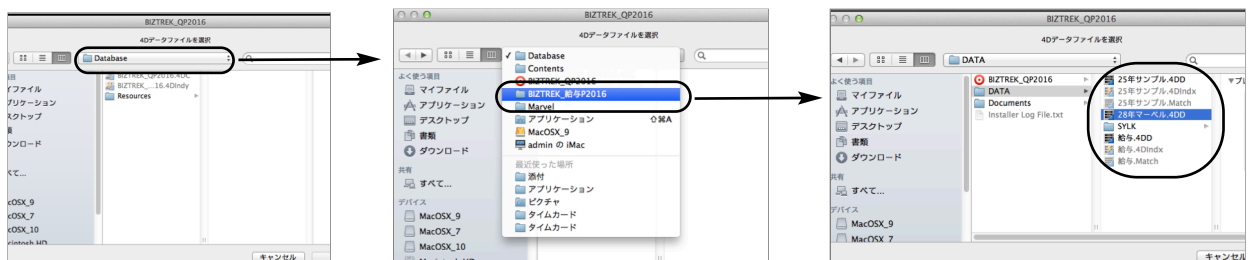 BIZTREK_QP2016
4Dデータファイルを選択
Database
項目
イファイル
プリケーション
スクトップ
類
ウンロード
べて...
cOSX_9
cOSX_7
cOSX_10
cintosh HD
BIZTREK_QP2016.4DC
BIZTREK_...16.4DIndy
Resources
キャンセル
BIZTREK_QP2016
4Dデータファイルを選択
よく使う項目
マイファイル
アプリケーション
デスクトップ
書類
ダウンロード
共有
すべて...
デバイス
MacOSX_9
MacOSX_7
MacOSX_10
Macintosh HD
✓ Database
Contents
BIZTREK_QP2016
BIZTREK_給与P2016
Marvel
アプリケーション ⇧⌘A
MacOSX_9
admin の iMac
最近使った場所
添付
アプリケーション
ピクチャ
タイムカード
タイムカード
BIZTREK_QP2016
4Dデータファイルを選択
DATA
よく使う項目
マイファイル
アプリケーション
デスクトップ
書類
ダウンロード
共有
すべて...
デバイス
MacOSX_9
MacOSX_7
BIZTREK_QP2016
DATA
Documents
Installer Log File.txt
25年サンプル.4DD
25年サンプル.4DIndx
25年サンプル.Match
28年マーベル.4DD
SYLK
給与.4DD
給与.4DIndx
給与.Match
▼プレ
キャンセル